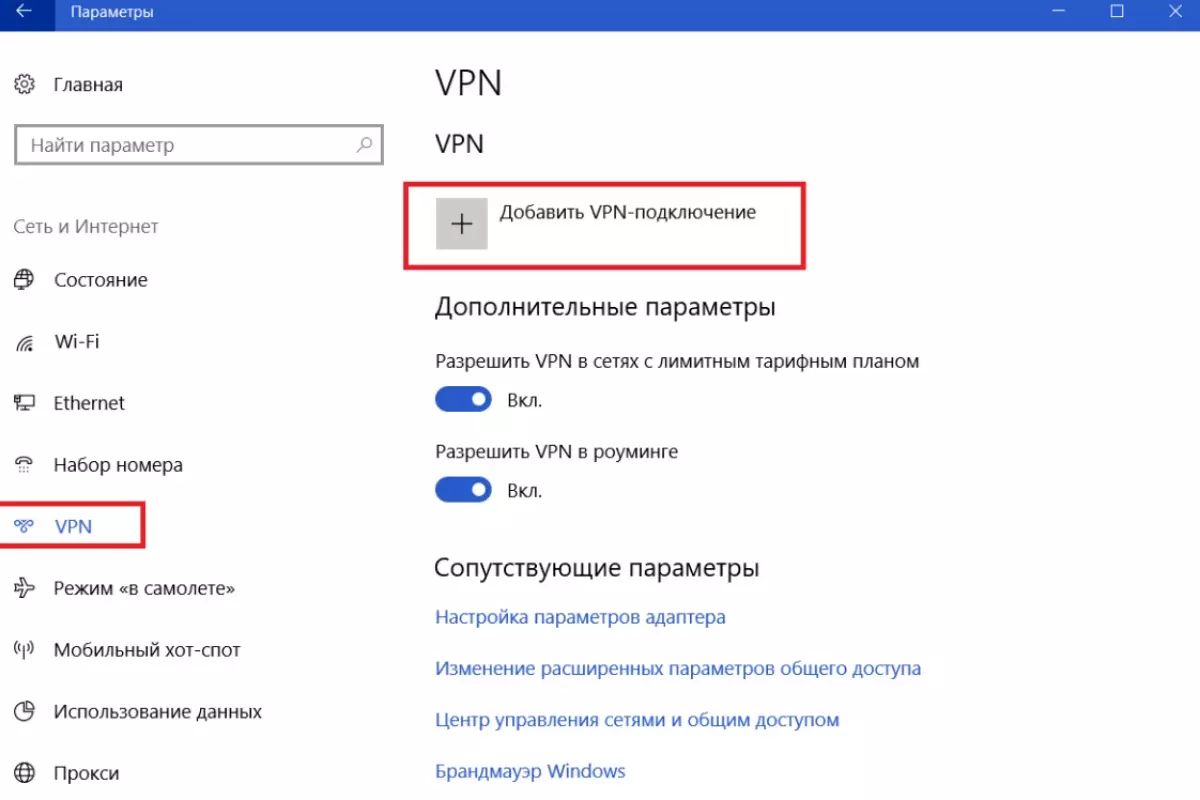 Параметры
Главная
Найти параметр
Сеть и Интернет
Состояние
Wi-Fi
Ethernet
Набор номера
VPN
Режим «в самолете»
Мобильный хот-спот
Использование данных
Прокси
VPN
VPN
Добавить VPN-подключение
Дополнительные параметры
Разрешить VPN в сетях с лимитным тарифным планом
Вкл.
Разрешить VPN в роуминге
Вкл.
Сопутствующие параметры
Настройка параметров адаптера
Изменение расширенных параметров общего доступа
Центр управления сетями и общим доступом
Брандмауэр Windows